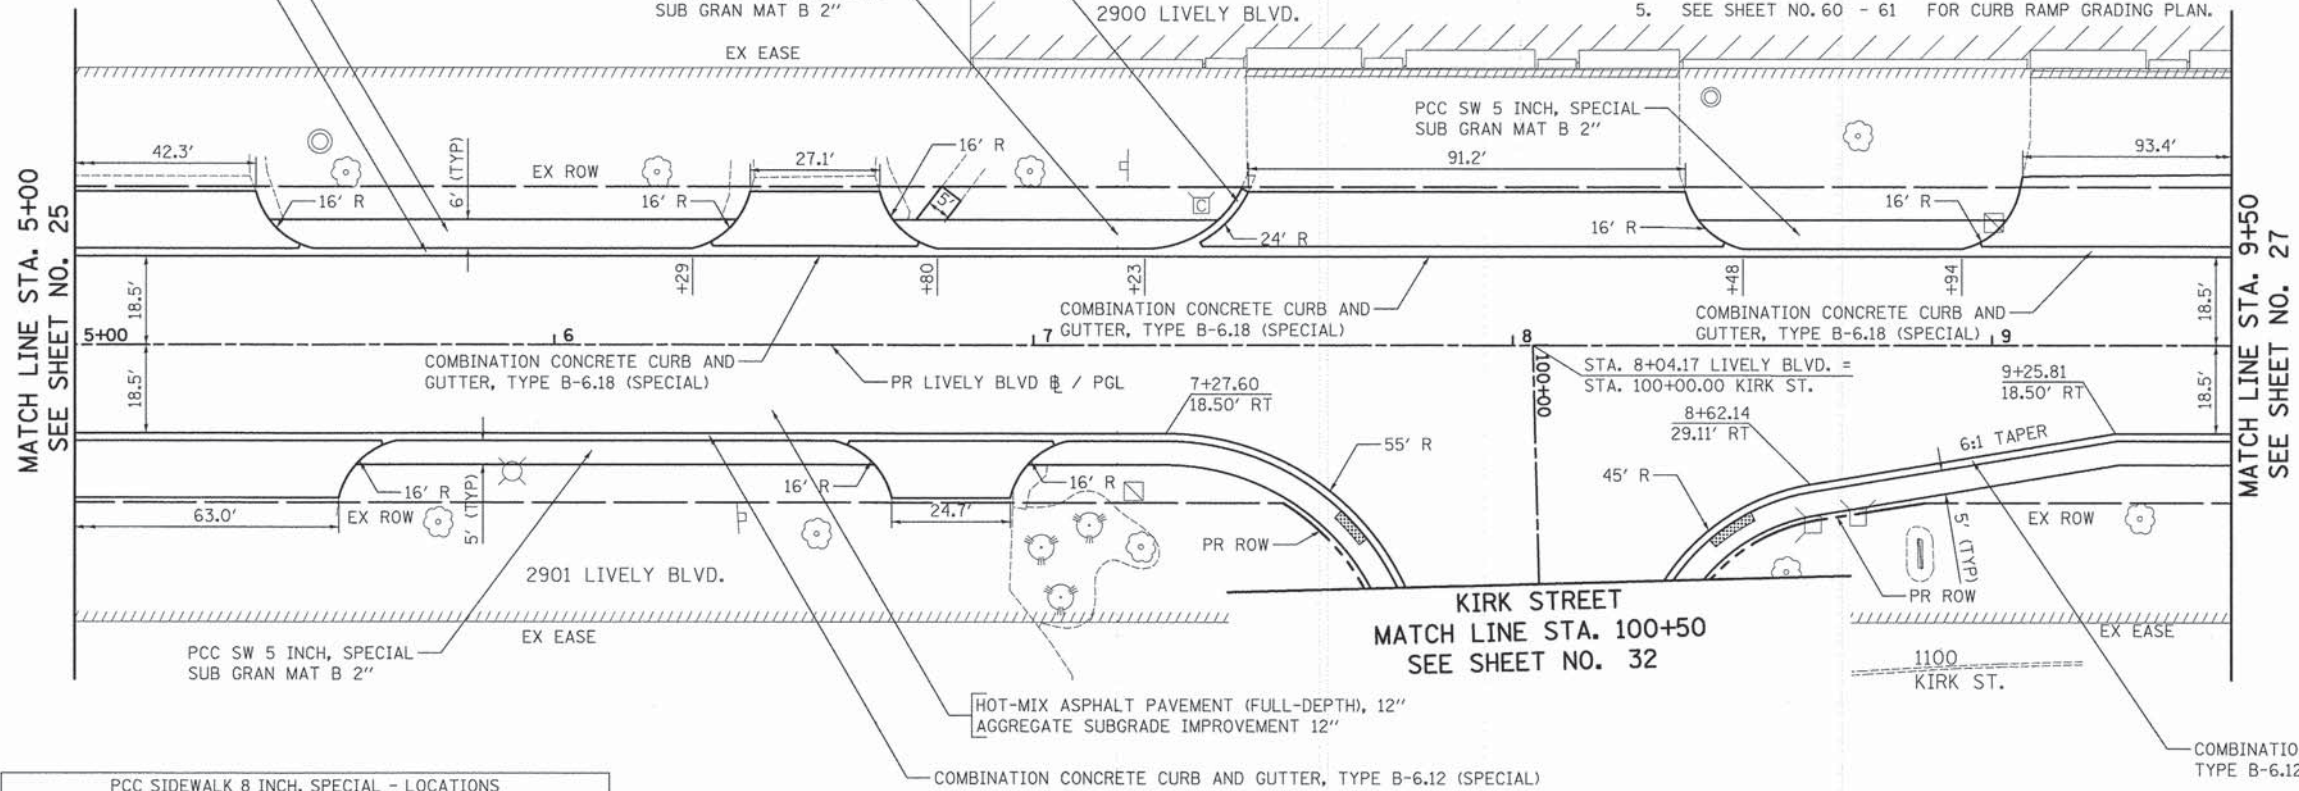 SUB GRAN MAT B 2"
2900 LIVELY BLVD.
5. SEE SHEET NO. 60 - 61 FOR CURB RAMP GRADING PLAN.
EX EASE
PCC SW 5 INCH, SPECIAL
SUB GRAN MAT B 2"
MATCH LINE STA. 5+00
SEE SHEET NO. 25
42.3'
6' (TYP)
EX ROW
27.1'
16' R
91.2'
93.4'
16' R
16' R
5'
C
24' R
16' R
16' R
+29
+80
+23
+48
+94
18.5'
COMBINATION CONCRETE CURB AND
GUTTER, TYPE B-6.18 (SPECIAL)
COMBINATION CONCRETE CURB AND
GUTTER, TYPE B-6.18 (SPECIAL)
18.5'
MATCH LINE STA. 9+50
SEE SHEET NO. 27
5+00
6
7
8
9
COMBINATION CONCRETE CURB AND
GUTTER, TYPE B-6.18 (SPECIAL)
PR LIVELY BLVD ℄ / PGL
100+00
STA. 8+04.17 LIVELY BLVD. =
STA. 100+00.00 KIRK ST.
18.5'
7+27.60
18.50' RT
8+62.14
29.11' RT
9+25.81
18.50' RT
18.5'
55' R
6:1 TAPER
45' R
16' R
16' R
16' R
63.0'
EX ROW
5' (TYP)
24.7'
PR ROW
5' (TYP)
EX ROW
2901 LIVELY BLVD.
PR ROW
KIRK STREET
MATCH LINE STA. 100+50
SEE SHEET NO. 32
EX EASE
EX EASE
PCC SW 5 INCH, SPECIAL
SUB GRAN MAT B 2"
1100
KIRK ST.
HOT-MIX ASPHALT PAVEMENT (FULL-DEPTH), 12"
AGGREGATE SUBGRADE IMPROVEMENT 12"
COMBINATIO
TYPE B-6.12
COMBINATION CONCRETE CURB AND GUTTER, TYPE B-6.12 (SPECIAL)
PCC SIDEWALK 8 INCH, SPECIAL - LOCATIONS